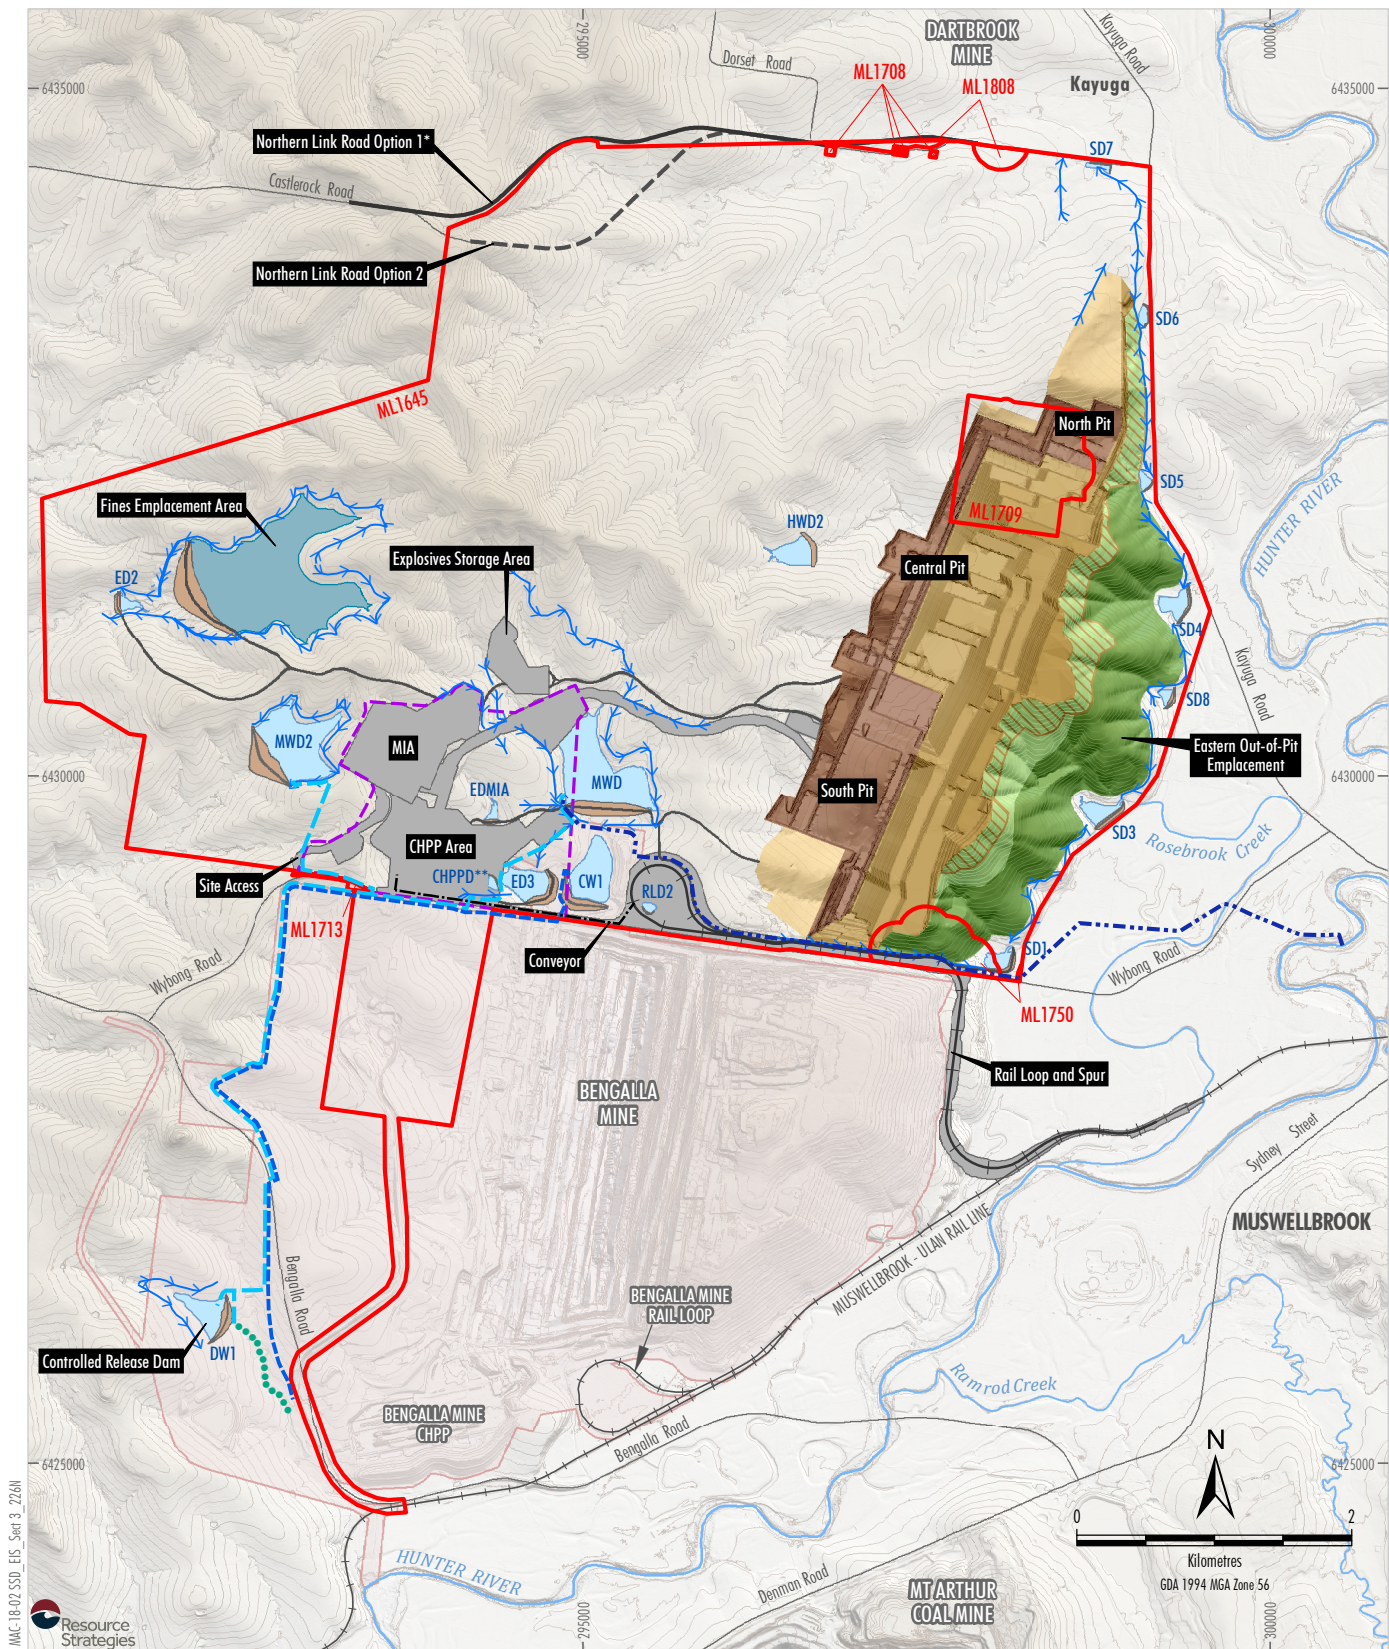 295000
300000
DARTBROOK
MINE
Kayuga Road
Dorset Road
ML1708
ML1808
Kayuga
6435000
6435000
Northern Link Road Option 1*
SD7
Castlerock Road
Northern Link Road Option 2
SD6
ML1645
North Pit
SD5
Fines Emplacement Area
ML1709
HWD2
HUNTER RIVER
Explosives Storage Area
Central Pit
ED2
SD4
Kayuga Road
SD8
MWD2
MIA
Eastern Out-of-Pit
Emplacement
6430000
6430000
MWD
EDMIA
South Pit
SD3
Rosebrook Creek
CHPP Area
CHPPD**
ED3
CW1
RLD2
Site Access
ML1713
Conveyor
SD1
Wybong Road
Wybong Road
ML1750
Rail Loop and Spur
BENGALLA
MINE
Sydney Street
MUSWELLBROOK
MUSWELLBROOK - ULAN RAIL LINE
Bengalla Road
BENGALLA MINE
RAIL LOOP
Controlled Release Dam
DW1
Ramrod Creek
BENGALLA MINE
CHPP
Bengalla Road
N
6425000
6425000
0
2
Kilometres
GDA 1994 MGA Zone 56
HUNTER RIVER
Denman Road
MT ARTHUR
COAL MINE
295000
300000
MAC-18-02 SSD_EIS_Sect 3_226N
Resource
Strategies